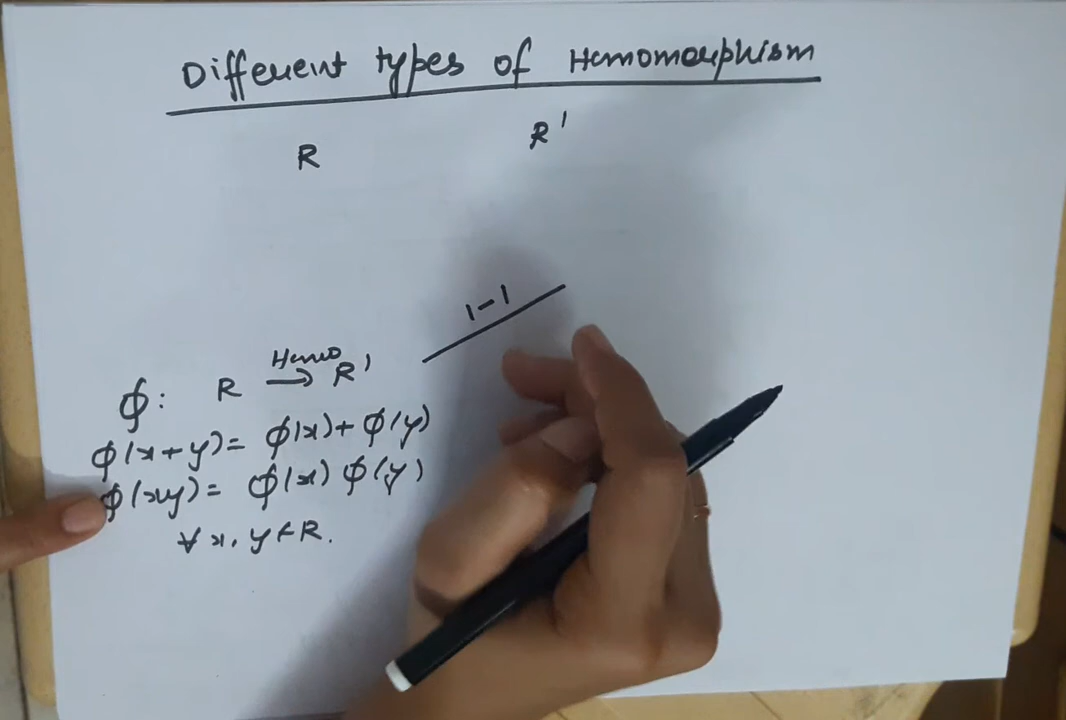 Different types of Homomorphism
R R'
1-1
Homo
ϕ: R → R'
ϕ(x+y) = ϕ(x) + ϕ(y)
ϕ(xy) = ϕ(x) ϕ(y)
∀ x, y ∈ R.